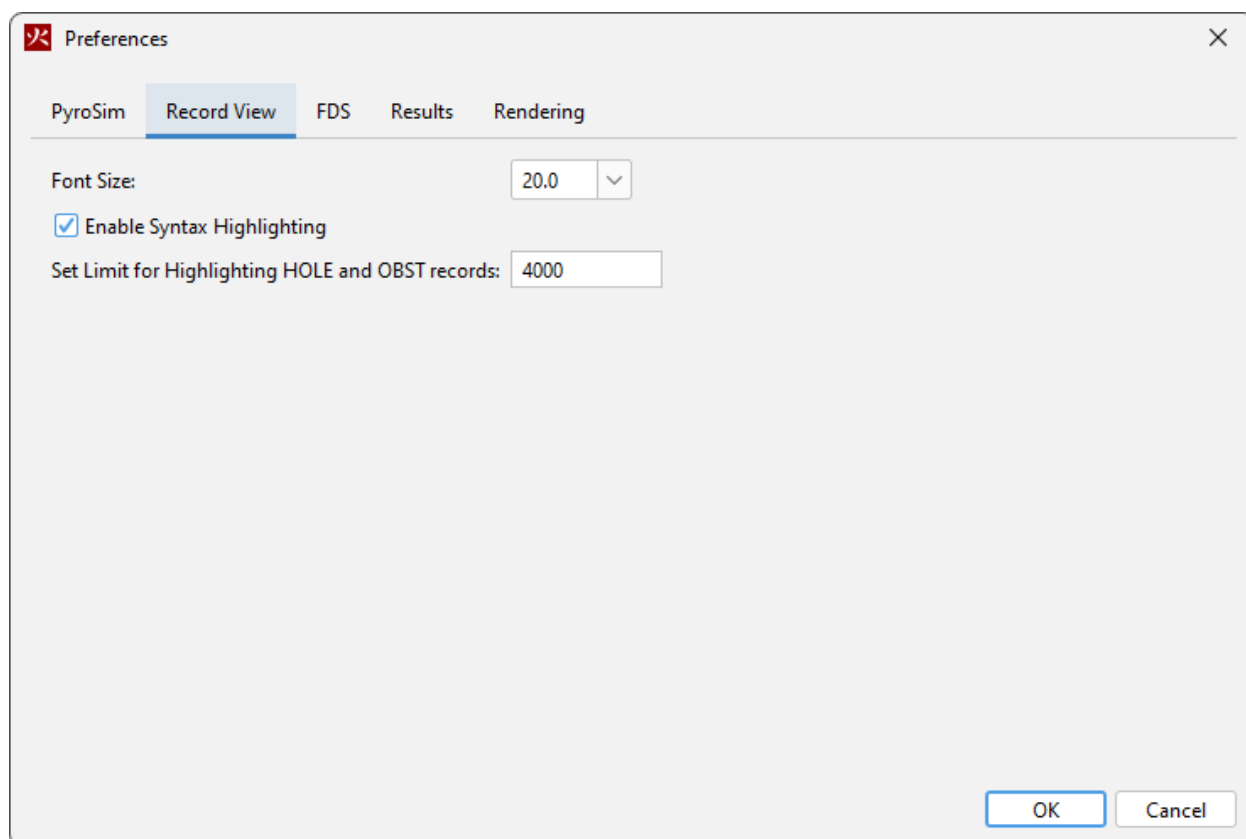 火 Preferences
PyroSim Record View FDS Results Rendering
Font Size: 20.0
Enable Syntax Highlighting
Set Limit for Highlighting HOLE and OBST records: 4000
OK Cancel